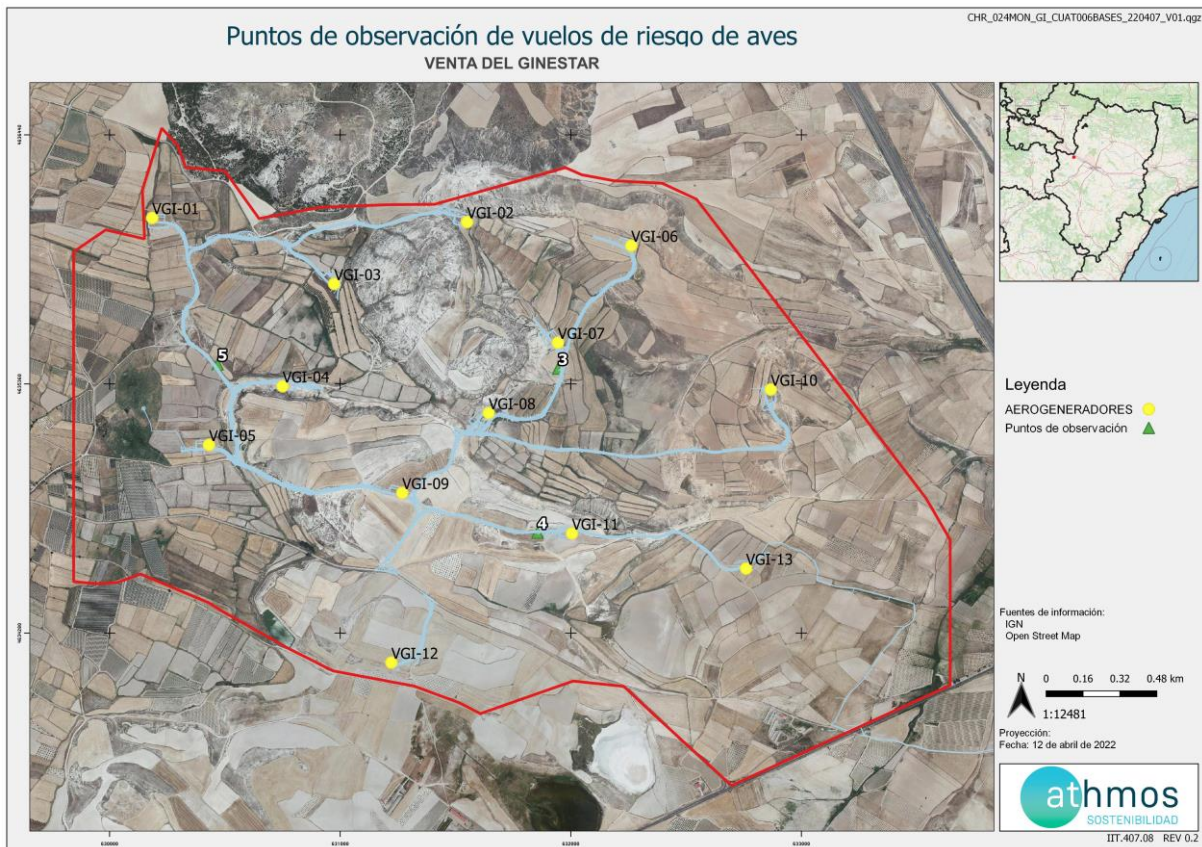 CHR_024MON_GI_CUAT006BASES_220407_V01.qgz
Puntos de observación de vuelos de riesgo de aves
VENTA DEL GINESTAR
VGI-01
VGI-02
VGI-06
VGI-03
VGI-07
3
5
VGI-04
VGI-10
VGI-08
VGI-05
VGI-09
4
VGI-11
VGI-13
VGI-12
630000
631000
632000
633000
Leyenda
AEROGENERADORES
Puntos de observación
Fuentes de información:
IGN
Open Street Map
N
0 0.16 0.32 0.48 km
1:12481
Proyección:
Fecha: 12 de abril de 2022
athmos
SOSTENIBILIDAD
IIT.407.08 REV 0.2